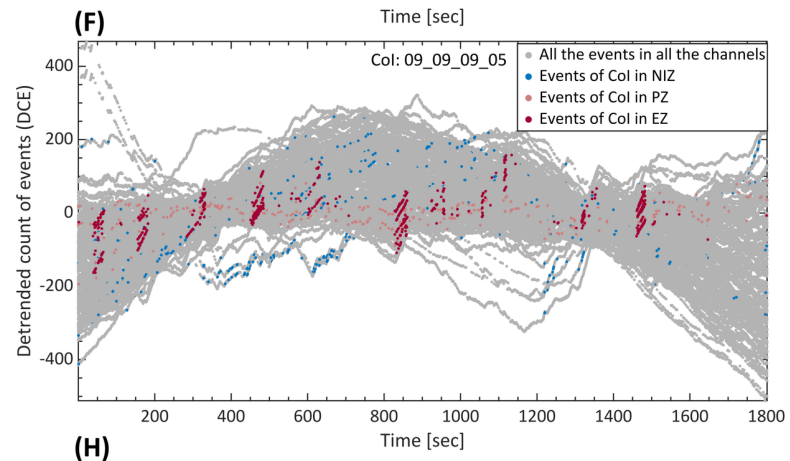 (F)
Time [sec]
CoI: 09_09_09_05
All the events in all the channels
Events of CoI in NIZ
Events of CoI in PZ
Events of CoI in EZ
Detrended count of events (DCE)
400
200
0
-200
-400
200 400 600 800 1000 1200 1400 1600 1800
Time [sec]
(H)